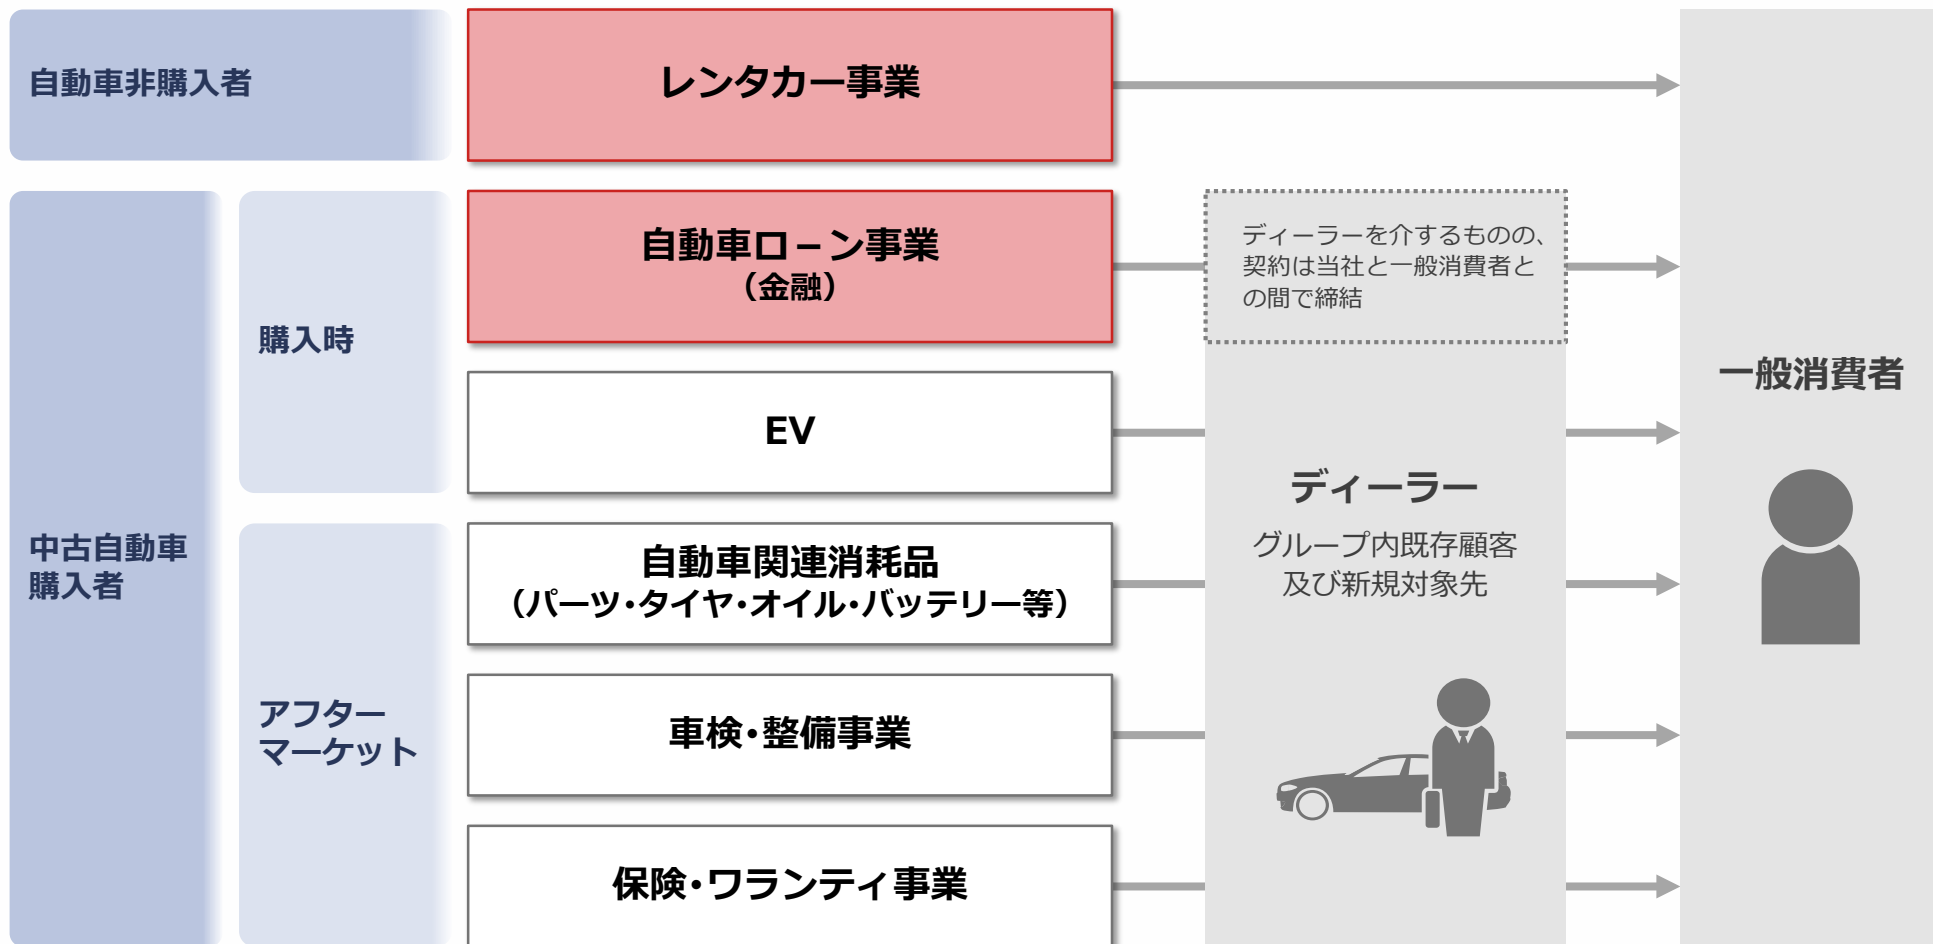 自動車非購入者
レンタカー事業
中古自動車
購入者
購入時
自動車ローン事業
（金融）
ディーラーを介するものの、
契約は当社と一般消費者と
の間で締結
EV
アフター
マーケット
自動車関連消耗品
（パーツ・タイヤ・オイル・バッテリー等）
車検・整備事業
保険・ワランティ事業
ディーラー
グループ内既存顧客
及び新規対象先
一般消費者